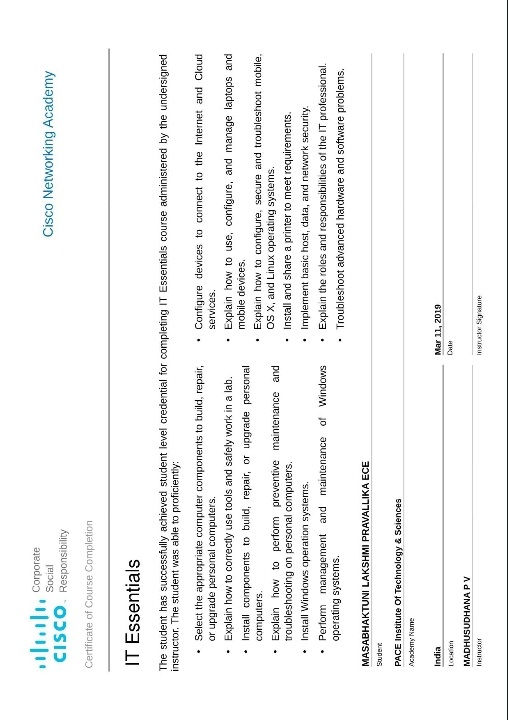 CISCO
Corporate
Social
Responsibility
Cisco Networking Academy
Certificate of Course Completion
IT Essentials
The student has successfully achieved student level credential for completing IT Essentials course administered by the undersigned
instructor. The student was able to proficiently:
• Select the appropriate computer components to build, repair,
or upgrade personal computers.
• Explain how to correctly use tools and safely work in a lab.
• Install components to build, repair, or upgrade personal
computers.
• Explain how to perform preventive maintenance and
troubleshooting on personal computers.
• Install Windows operation systems.
• Perform management and maintenance of Windows
operating systems.
• Configure devices to connect to the Internet and Cloud
services.
• Explain how to use, configure, and manage laptops and
mobile devices.
• Explain how to configure, secure and troubleshoot mobile,
OS X, and Linux operating systems.
• Install and share a printer to meet requirements.
• Implement basic host, data, and network security.
• Explain the roles and responsibilities of the IT professional.
• Troubleshoot advanced hardware and software problems.
MASABHAKTUNI LAKSHMI PRAVALLIKA ECE
Student
PACE Institute Of Technology & Sciences
Academy Name
India
Location
Mar 11, 2019
Date
MADHUSUDHANA P V
Instructor
Instructor Signature